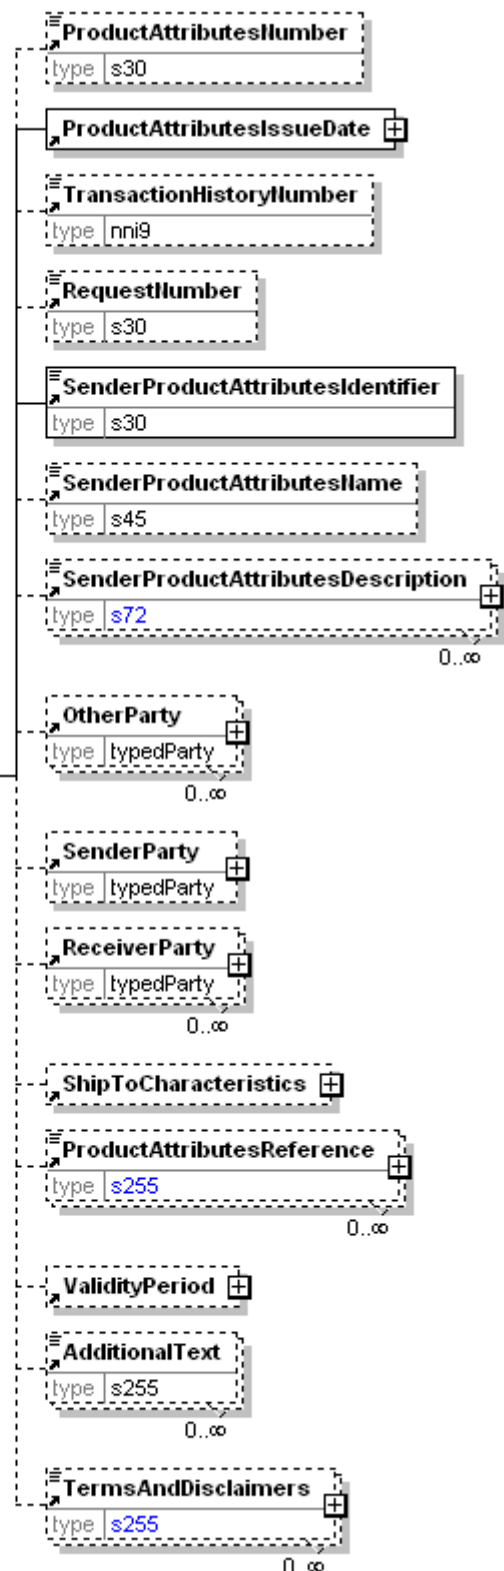 ProductAttributesNumber
type s30
ProductAttributesIssueDate
TransactionHistoryNumber
type nni9
RequestNumber
type s30
SenderProductAttributesIdentifier
type s30
SenderProductAttributesName
type s45
SenderProductAttributesDescription
type s72
0..∞
OtherParty
type typedParty
0..∞
SenderParty
type typedParty
ReceiverParty
type typedParty
0..∞
ShipToCharacteristics
ProductAttributesReference
type s255
0..∞
ValidityPeriod
AdditionalText
type s255
0..∞
TermsAndDisclaimers
type s255
0..∞